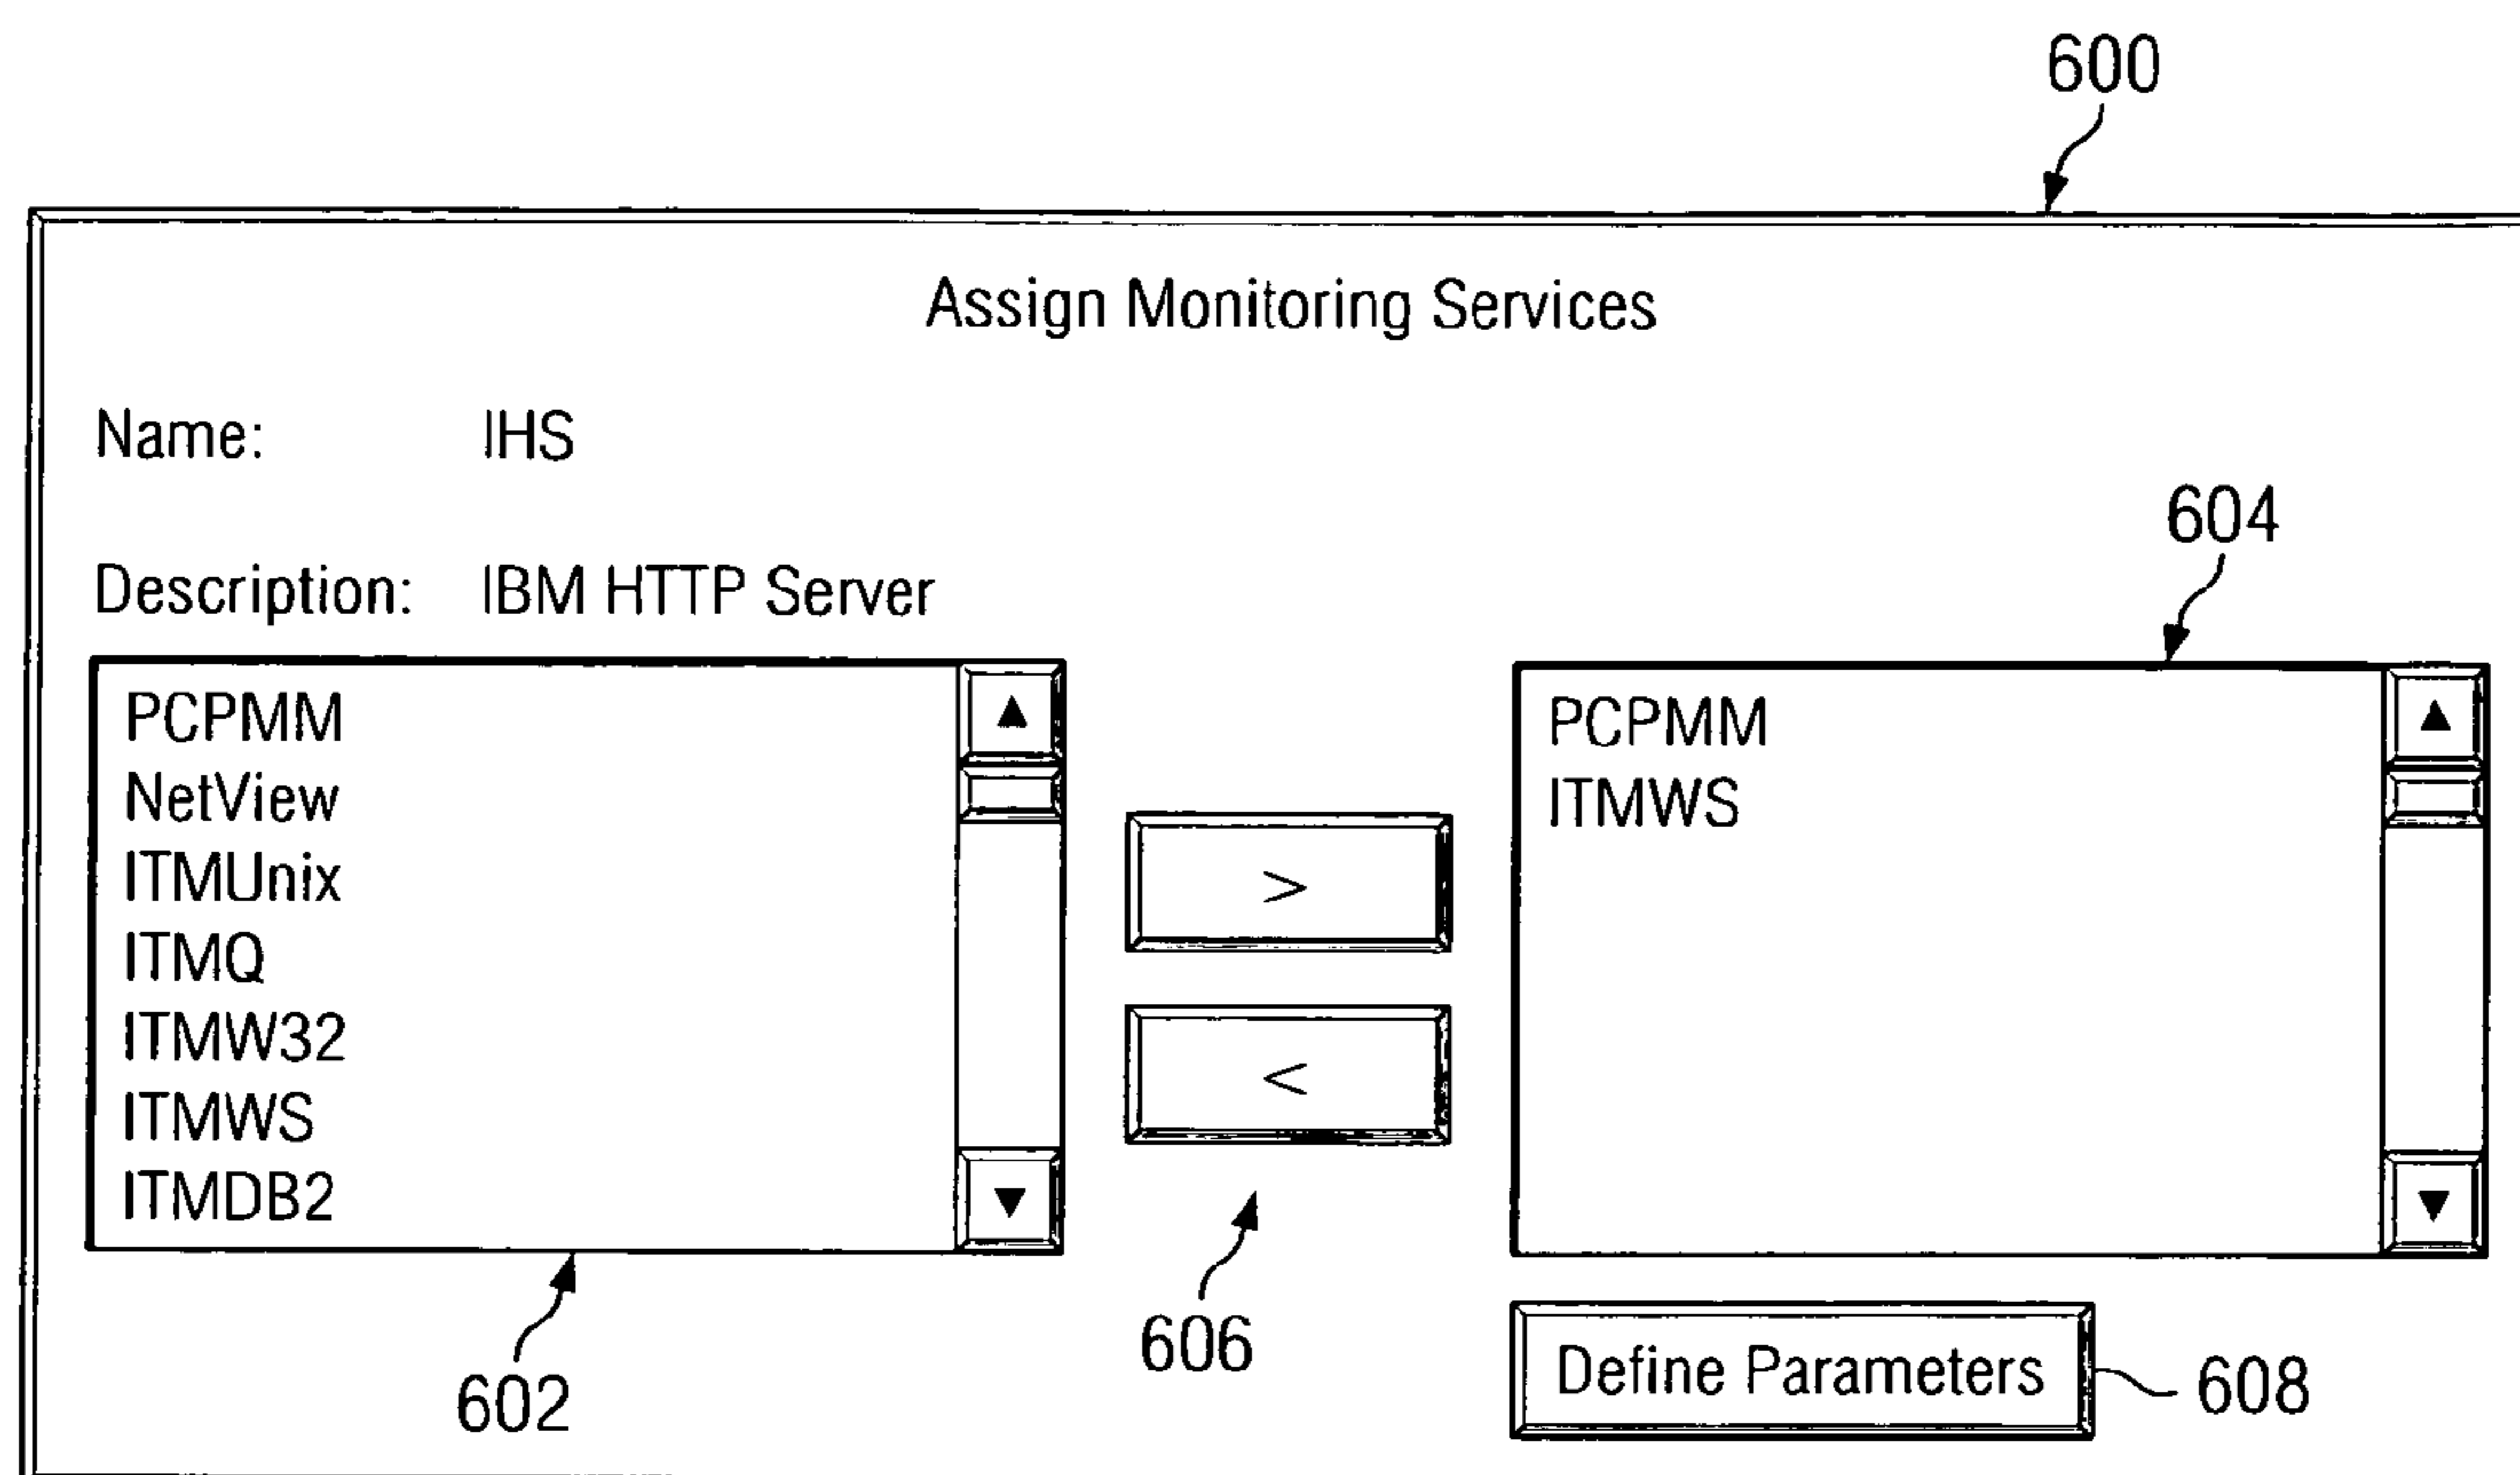 600
Assign Monitoring Services
Name: IHS
604
Description: IBM HTTP Server
PCPMM
NetView
ITMUnix
ITMQ
ITMW32
ITMWS
ITMDB2
>
<
PCPMM
ITMWS
602
606
Define Parameters
608